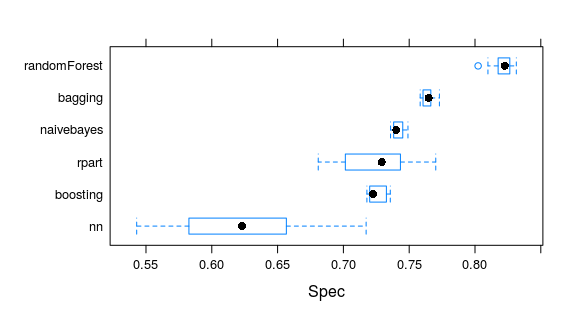 randomForest
bagging
naivebayes
rpart
boosting
nn
0.55 0.60 0.65 0.70 0.75 0.80
Spec